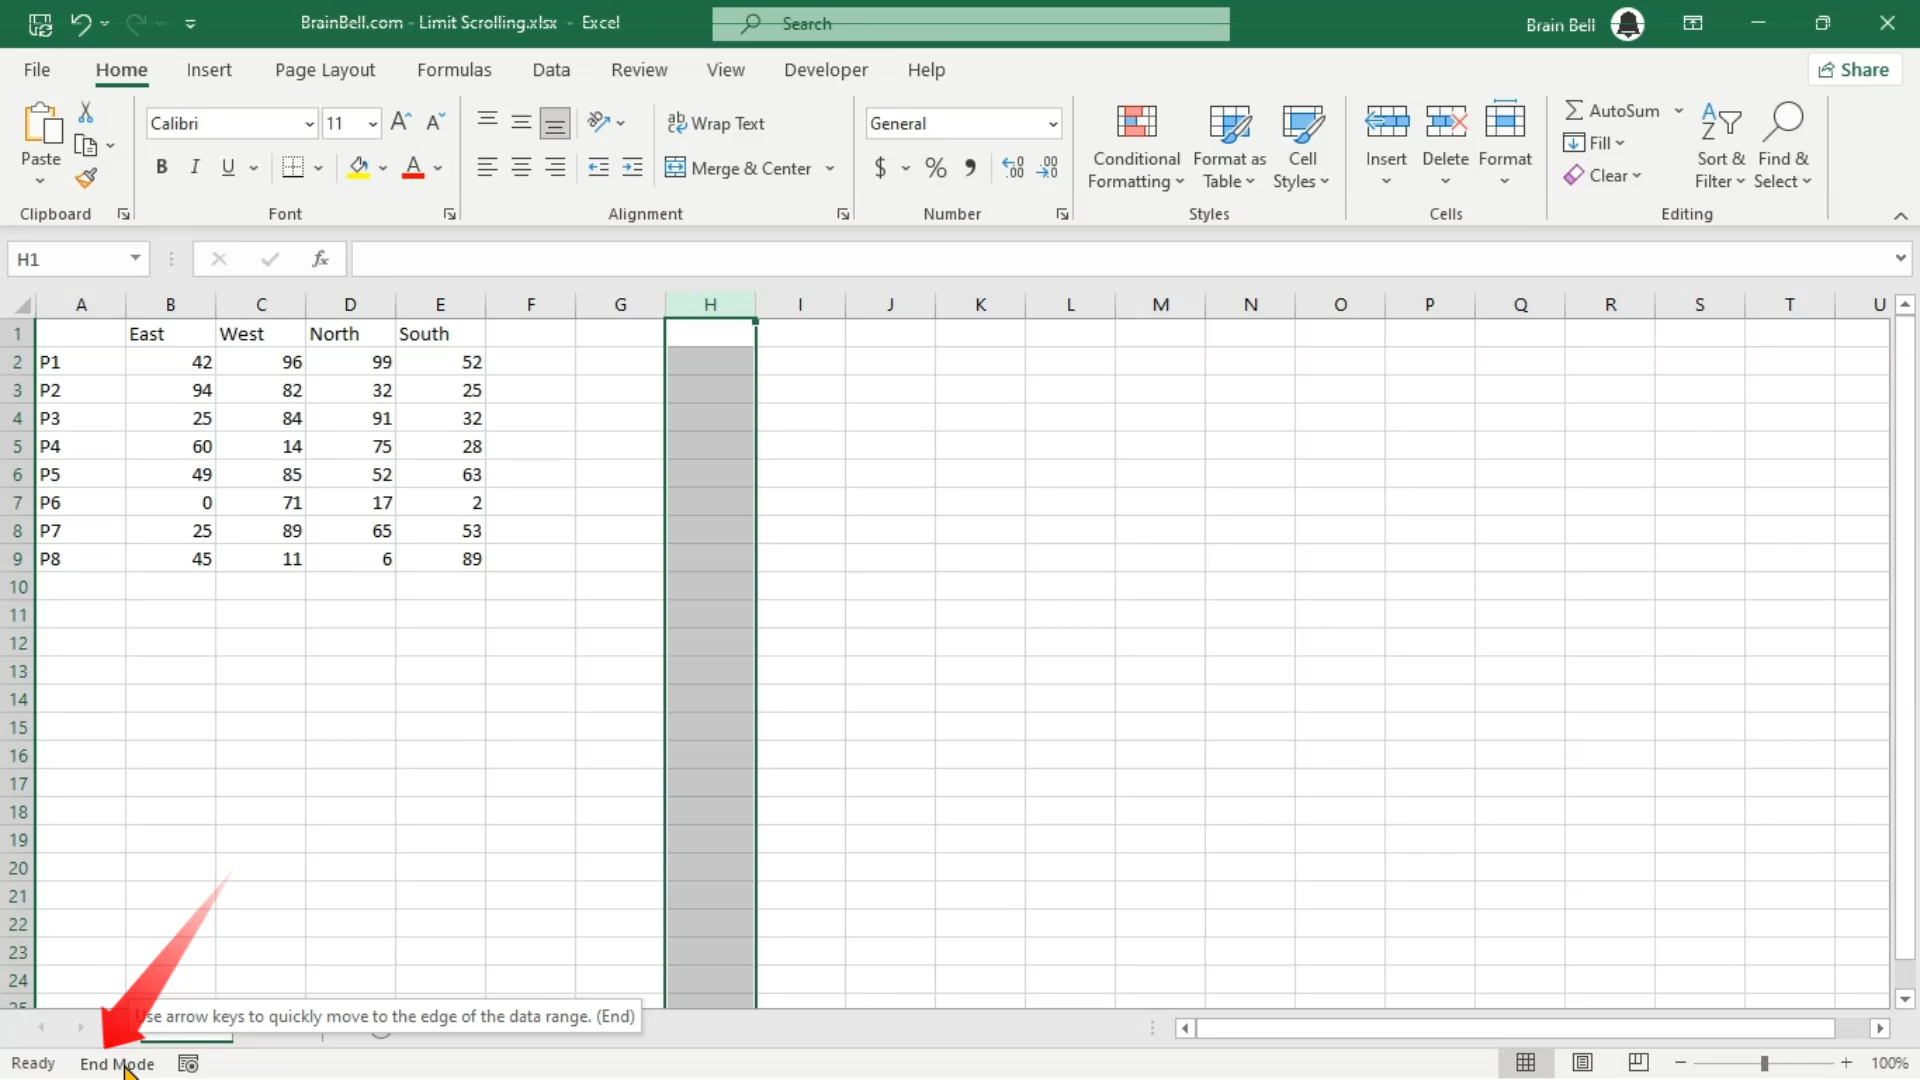 BrainBell.com - Limit Scrolling.xlsx - Excel
Search
Brain Bell
File Home Insert Page Layout Formulas Data Review View Developer Help
Share
Paste
Calibri 11 A A
B I U A
ab Wrap Text
Merge & Center
General
$ % ,
Conditional Formatting
Format as Table
Cell Styles
Insert
Delete
Format
AutoSum
Fill
Clear
Sort & Filter
Find & Select
Clipboard Font Alignment Number Styles Cells Editing
H1 fx
A B C D E F G H I J K L M N O P Q R S T U
1 East West North South
2 P1 42 96 99 52
3 P2 94 82 32 25
4 P3 25 84 91 32
5 P4 60 14 75 28
6 P5 49 85 52 63
7 P6 0 71 17 2
8 P7 25 89 65 53
9 P8 45 11 6 89
10
11
12
13
14
15
16
17
18
19
20
21
22
23
24
25
arrow keys to quickly move to the edge of the data range. (End)
Ready End Mode 100%